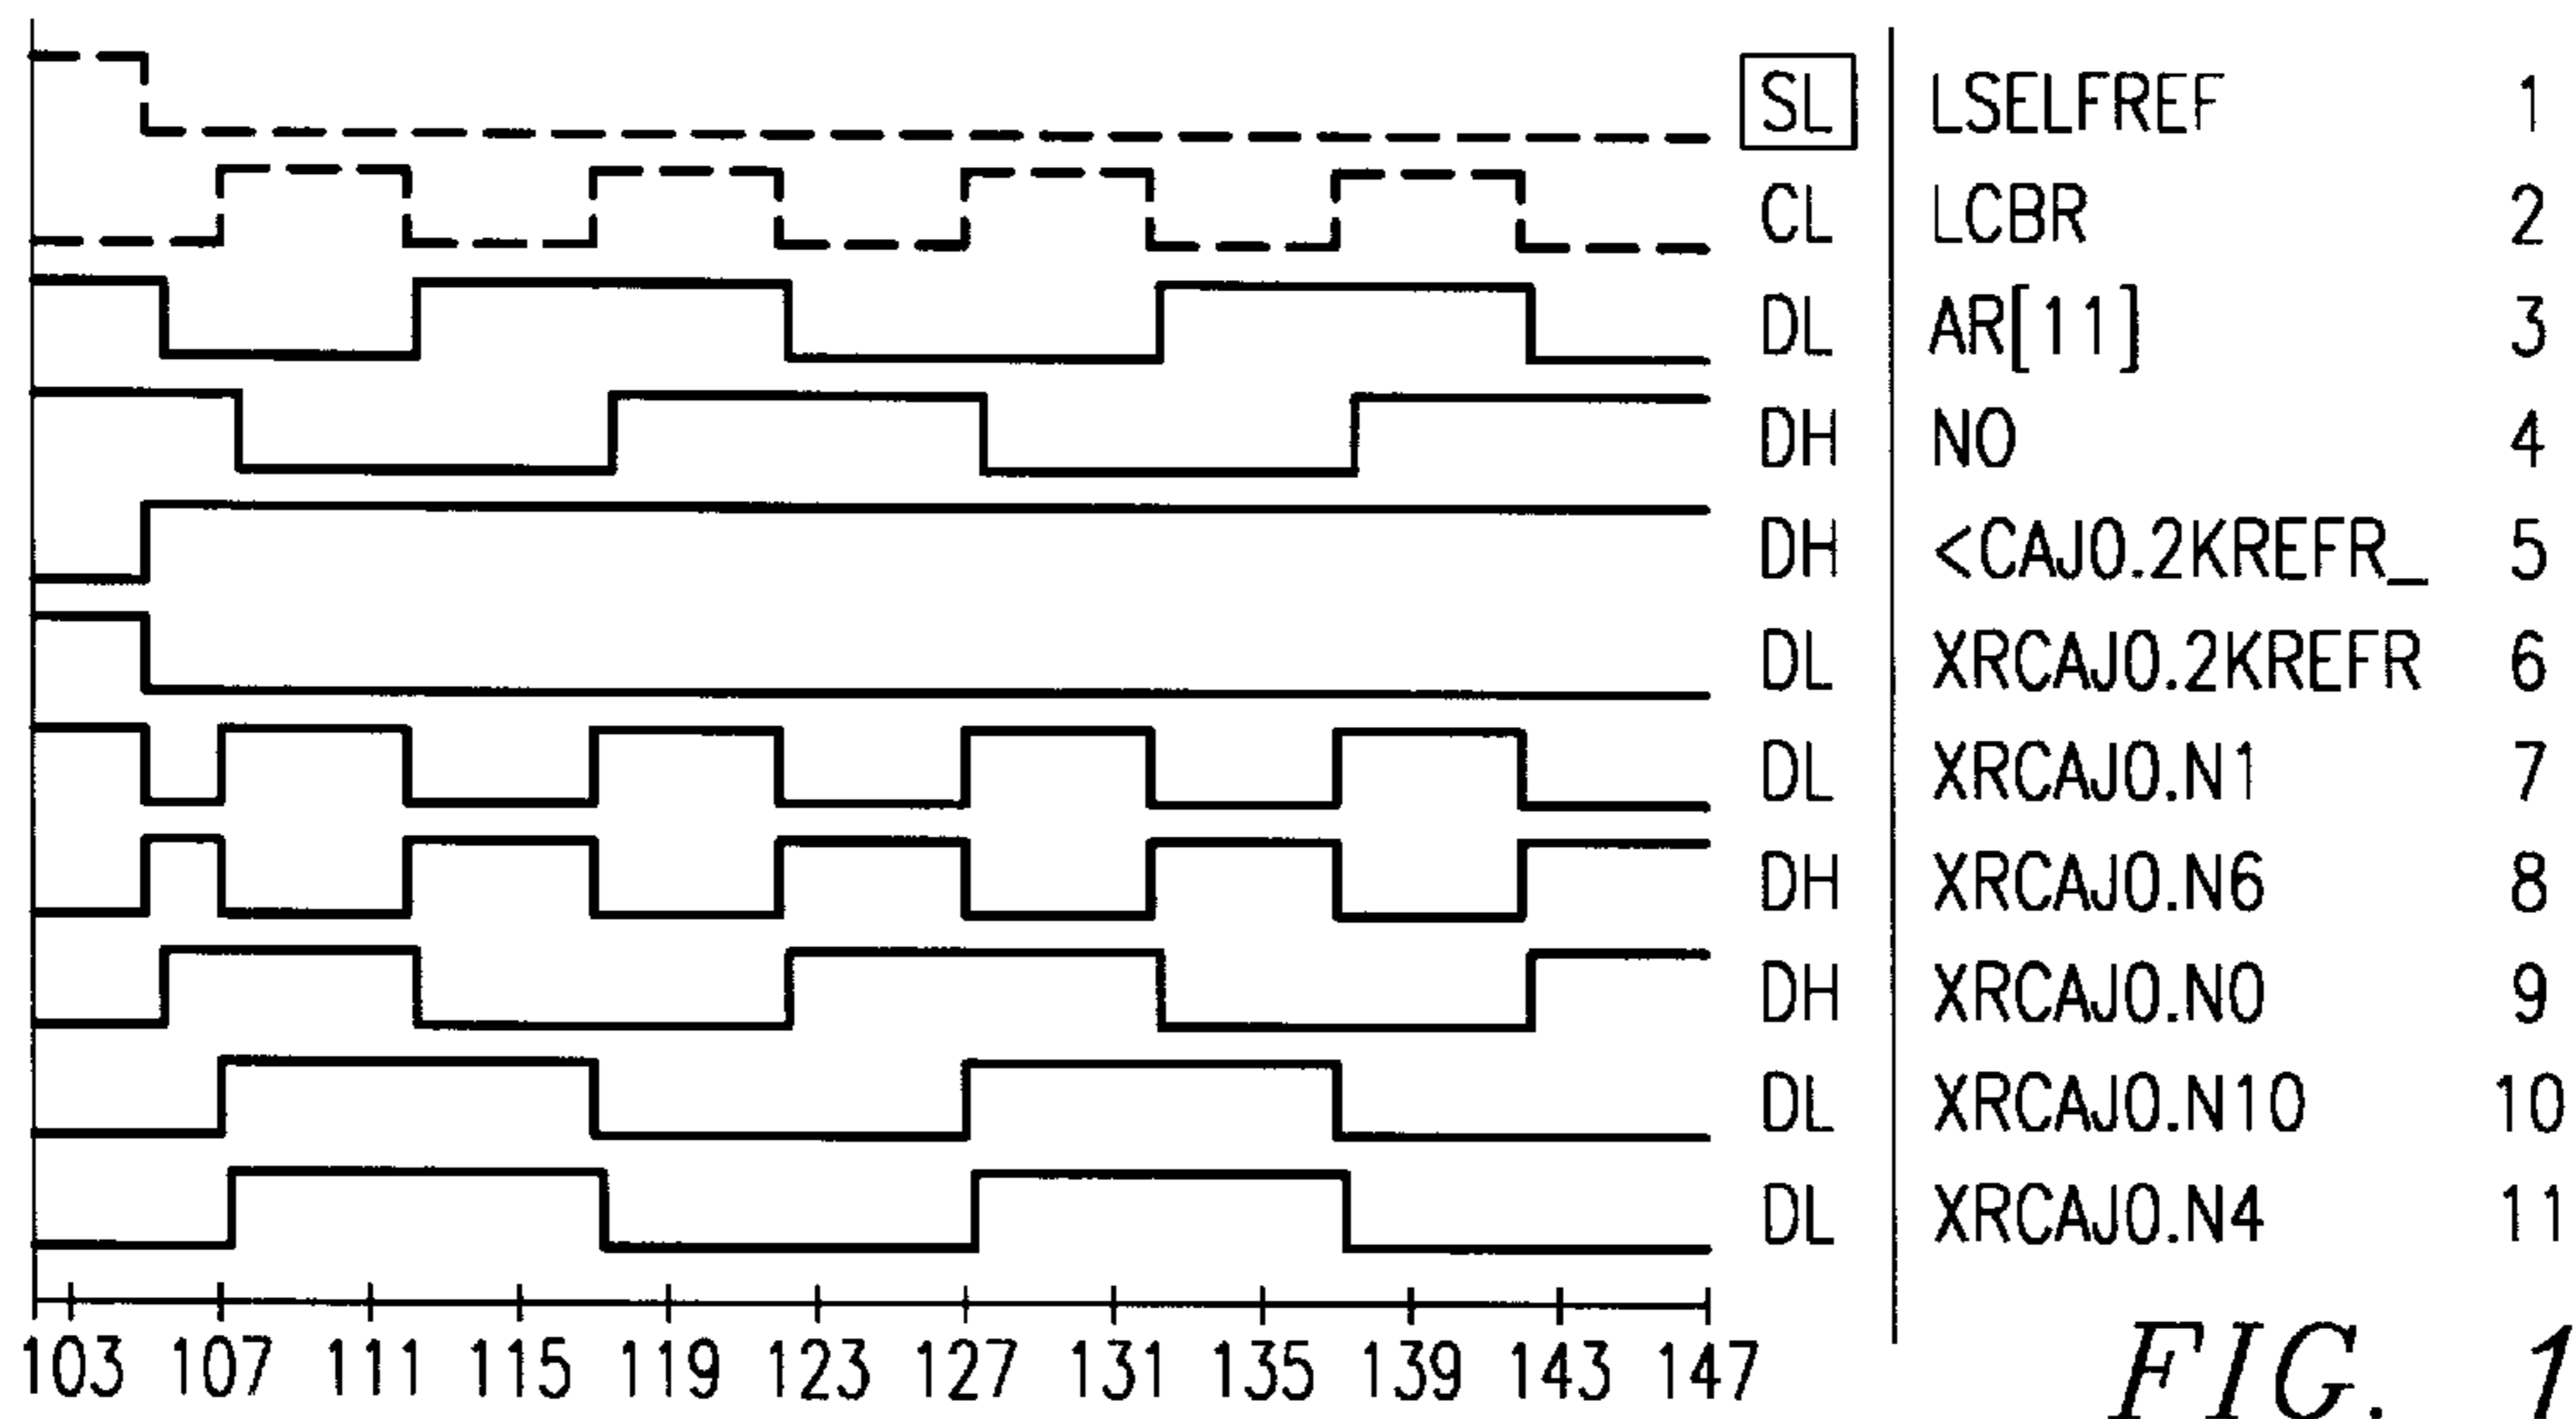 SL LSELFREF 1
CL LCBR 2
DL AR[11] 3
DH NO 4
DH <CAJ0.2KREFR_ 5
DL XRCAJ0.2KREFR 6
DL XRCAJ0.N1 7
DH XRCAJ0.N6 8
DH XRCAJ0.N0 9
DL XRCAJ0.N10 10
DL XRCAJ0.N4 11
103 107 111 115 119 123 127 131 135 139 143 147
FIG. 1